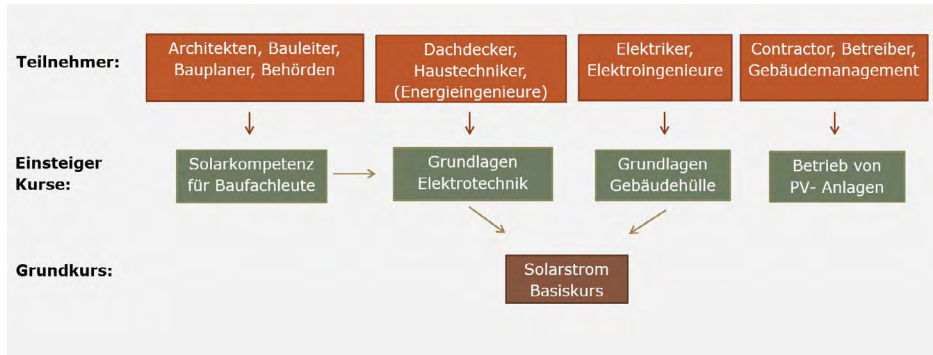 Teilnehmer:
Architekten, Bauleiter,
Bauplaner, Behörden
Dachdecker,
Haustechniker,
(Energieingenieure)
Elektriker,
Elektroingenieure
Contractor, Betreiber,
Gebäudemanagement
Einsteiger
Kurse:
Solarkompetenz
für Baufachleute
Grundlagen
Elektrotechnik
Grundlagen
Gebäudehülle
Betrieb von
PV- Anlagen
Grundkurs:
Solarstrom
Basiskurs